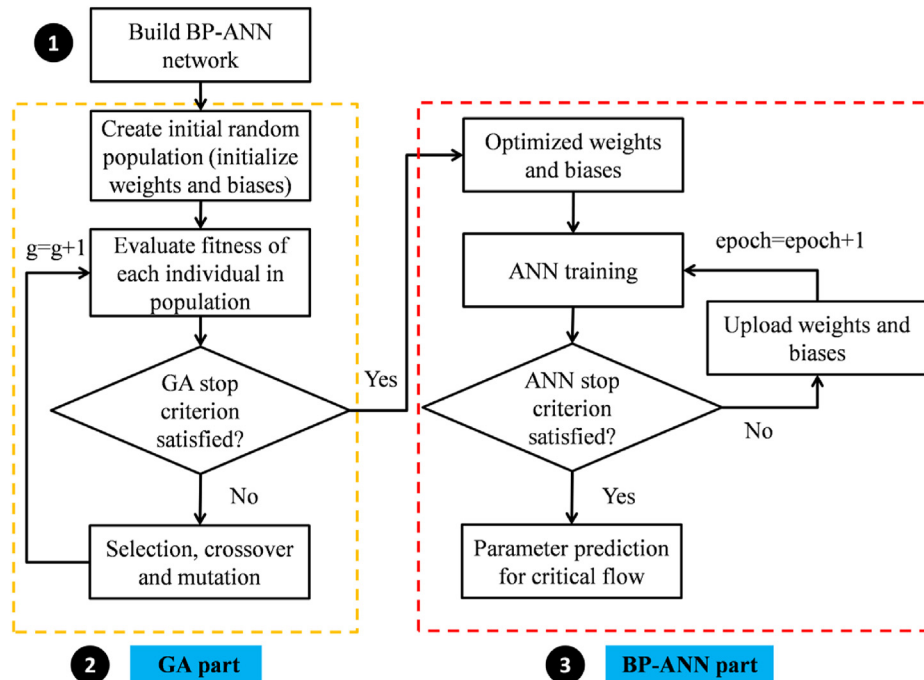 1
Build BP-ANN
network
Create initial random
population (initialize
weights and biases)
g=g+1
Evaluate fitness of
each individual in
population
GA stop
criterion
satisfied?
Yes
No
Selection, crossover
and mutation
2
GA part
Optimized weights
and biases
ANN training
epoch=epoch+1
Upload weights and
biases
ANN stop
criterion
satisfied?
No
Yes
Parameter prediction
for critical flow
3
BP-ANN part